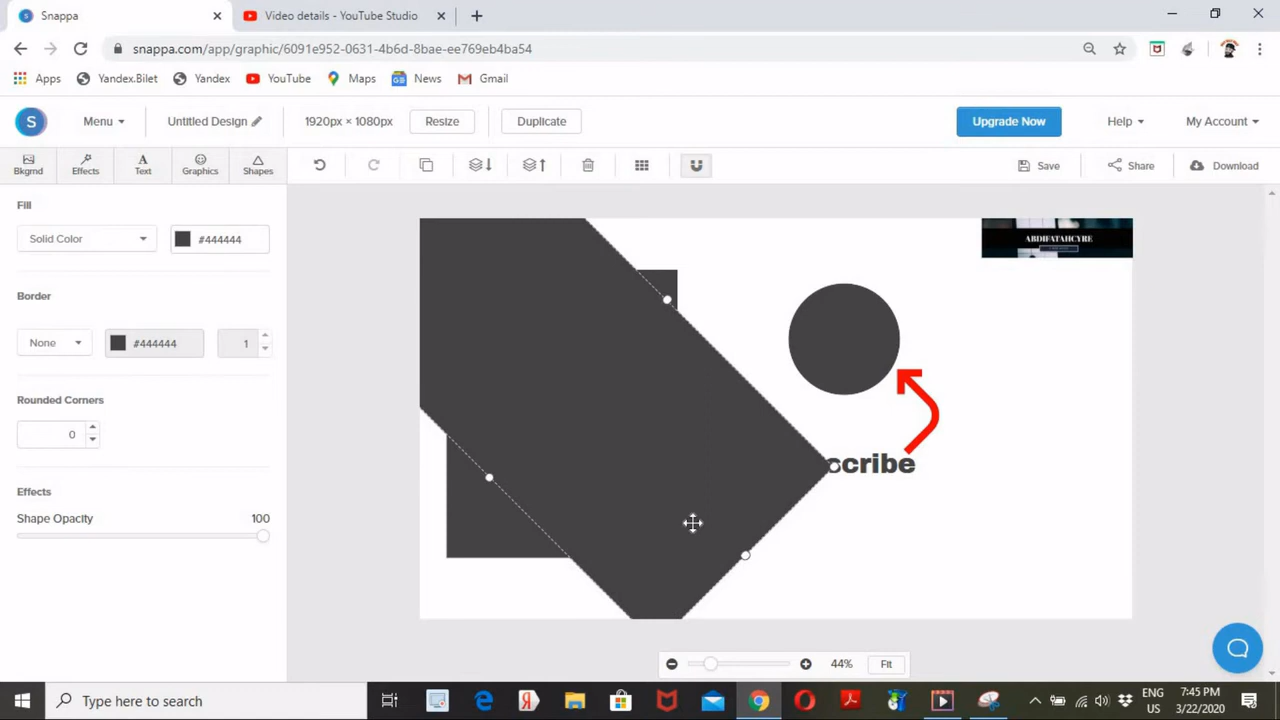 Snappa
Video details - YouTube Studio
snappa.com/app/graphic/6091e952-0631-4b6d-8bae-ee769eb4ba54
Apps
Yandex.Bilet
Yandex
YouTube
Maps
News
Gmail
S
Menu
Untitled Design
1920px × 1080px
Resize
Duplicate
Upgrade Now
Help
My Account
Bkgrnd
Effects
Text
Graphics
Shapes
Save
Share
Download
Fill
Solid Color
#444444
Border
None
#444444
1
Rounded Corners
0
Effects
Shape Opacity
100
ABDIFATAHCYRE
ccribe
44%
Fit
Type here to search
ENG
US
7:45 PM
3/22/2020